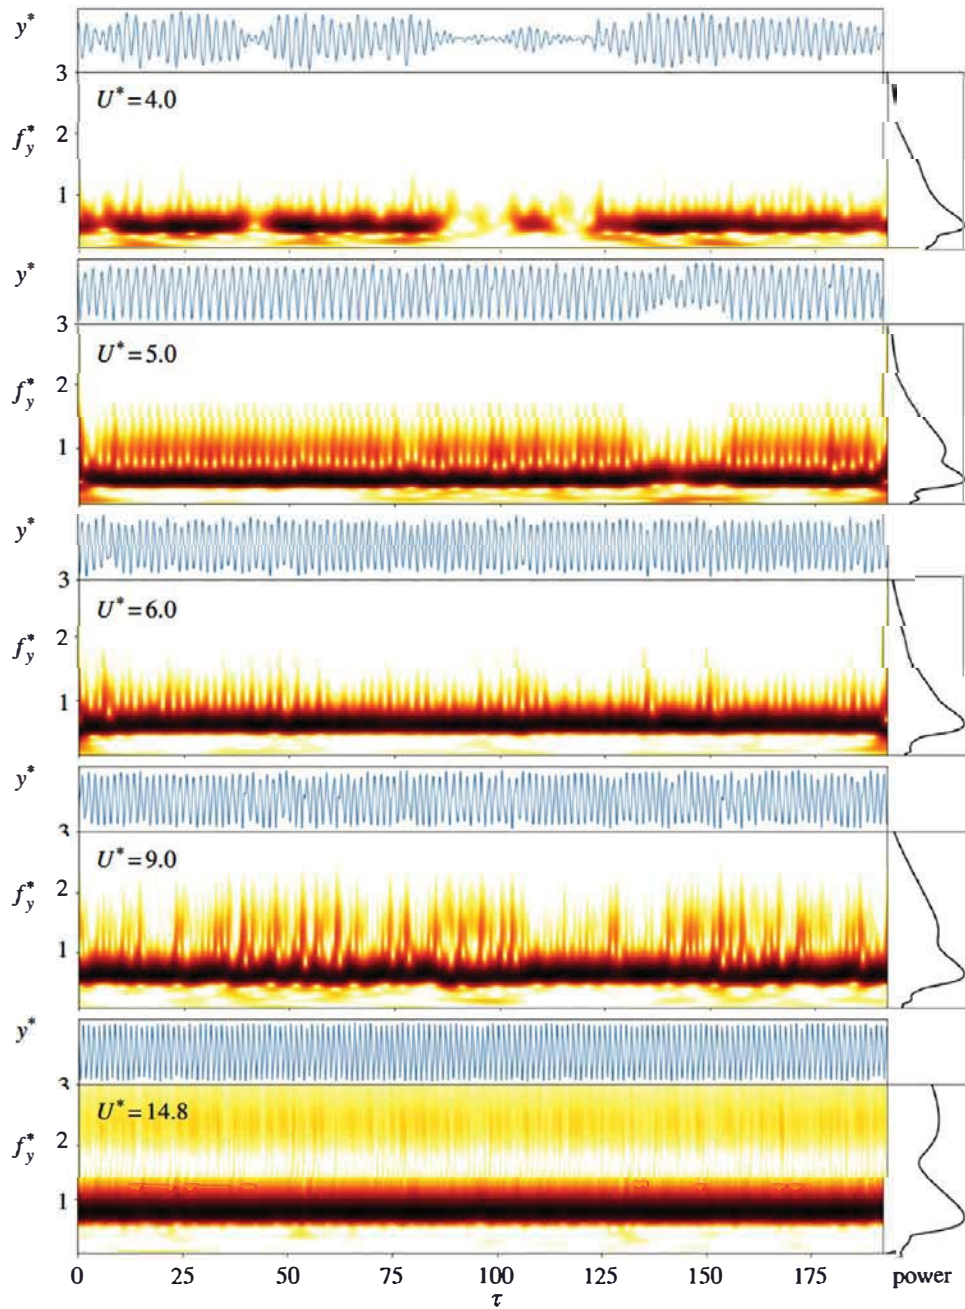 y*
3
U* = 4.0
f*y 2
1
y*
3
U* = 5.0
f*y 2
1
y*
3
U* = 6.0
f*y 2
1
y*
3
U* = 9.0
f*y 2
1
y*
3
U* = 14.8
f*y 2
1
0 25 50 75 100 125 150 175 power
τ